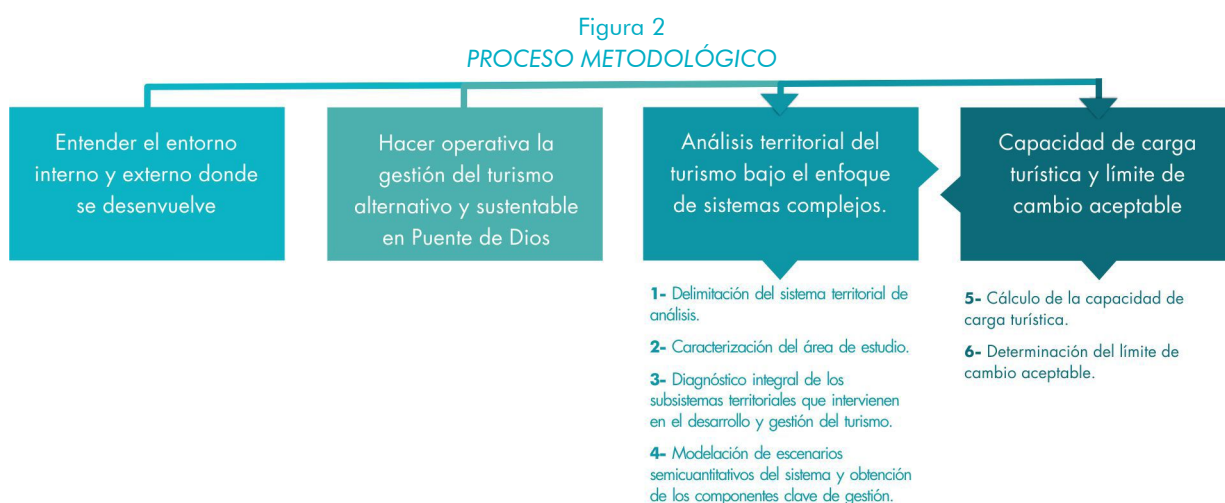 Figura 2
PROCESO METODOLÓGICO
Entender el entorno
interno y externo donde
se desenvuelve
Hacer operativa la
gestión del turismo
alternativo y sustentable
en Puente de Dios
Análisis territorial del
turismo bajo el enfoque
de sistemas complejos.
Capacidad de carga
turística y límite de
cambio aceptable
1- Delimitación del sistema territorial de
análisis.
2- Caracterización del área de estudio.
3- Diagnóstico integral de los
subsistemas territoriales que intervienen
en el desarrollo y gestión del turismo.
4- Modelación de escenarios
semicuantitativos del sistema y obtención
de los componentes clave de gestión.
5- Cálculo de la capacidad de
carga turística.
6- Determinación del límite de
cambio aceptable.